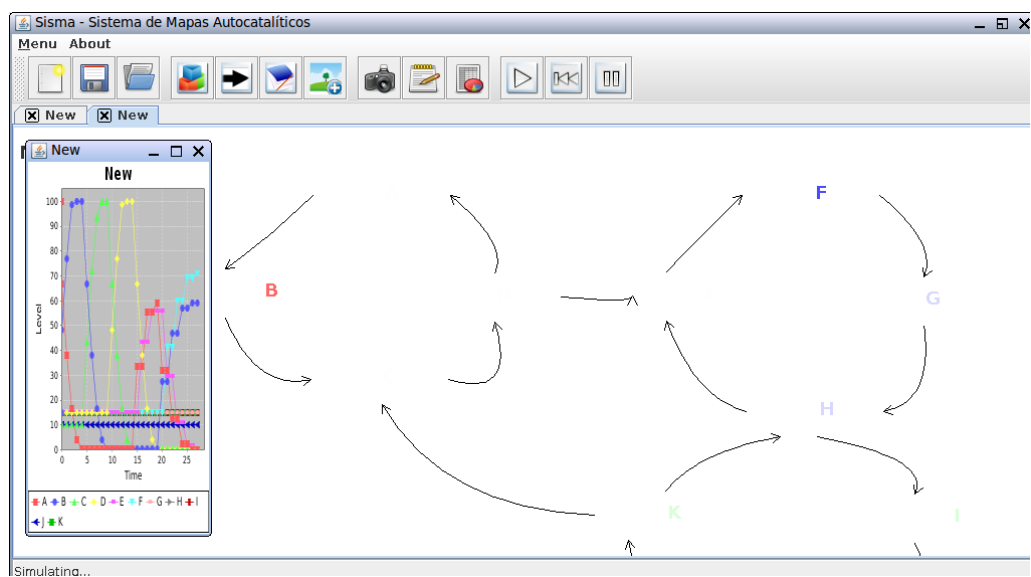 Sisma - Sistema de Mapas Autocatalíticos
Menu About
New New
New
New
100
90
80
70
60
50
40
30
20
10
0
Level
0 5 10 15 20 25
Time
A B C D E F G H I
J K
F
B
G
H
K
I
Simulating...